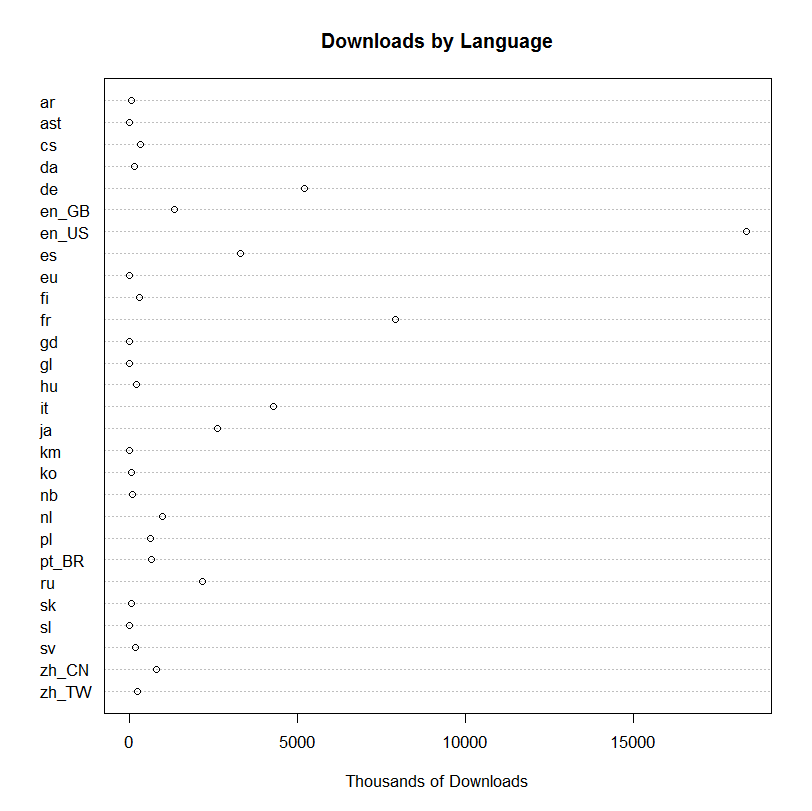 Downloads by Language
ar
ast
cs
da
de
en_GB
en_US
es
eu
fi
fr
gd
gl
hu
it
ja
km
ko
nb
nl
pl
pt_BR
ru
sk
sl
sv
zh_CN
zh_TW
0 5000 10000 15000
Thousands of Downloads